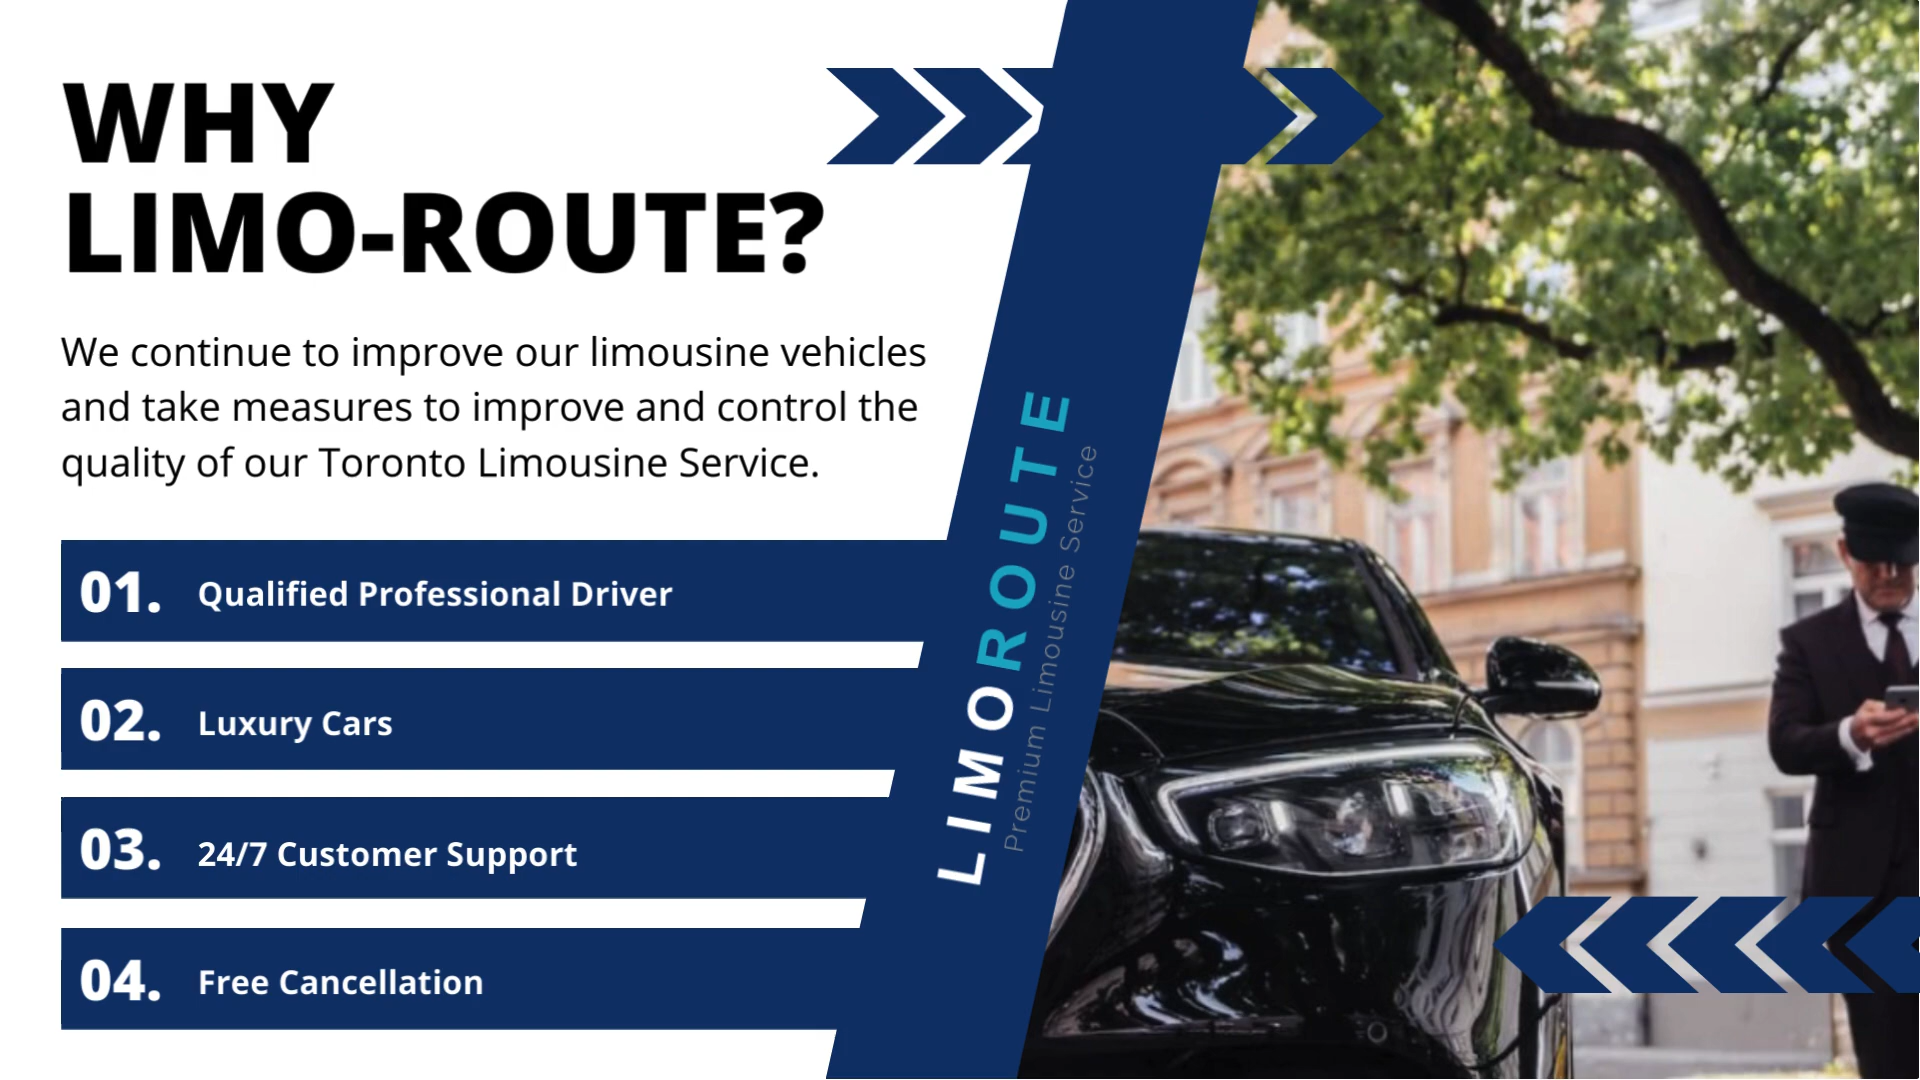 WHY
LIMO-ROUTE?
We continue to improve our limousine vehicles
and take measures to improve and control the
quality of our Toronto Limousine Service.
01. Qualified Professional Driver
02. Luxury Cars
03. 24/7 Customer Support
04. Free Cancellation
LIMOROUTE
Premium Limousine Service